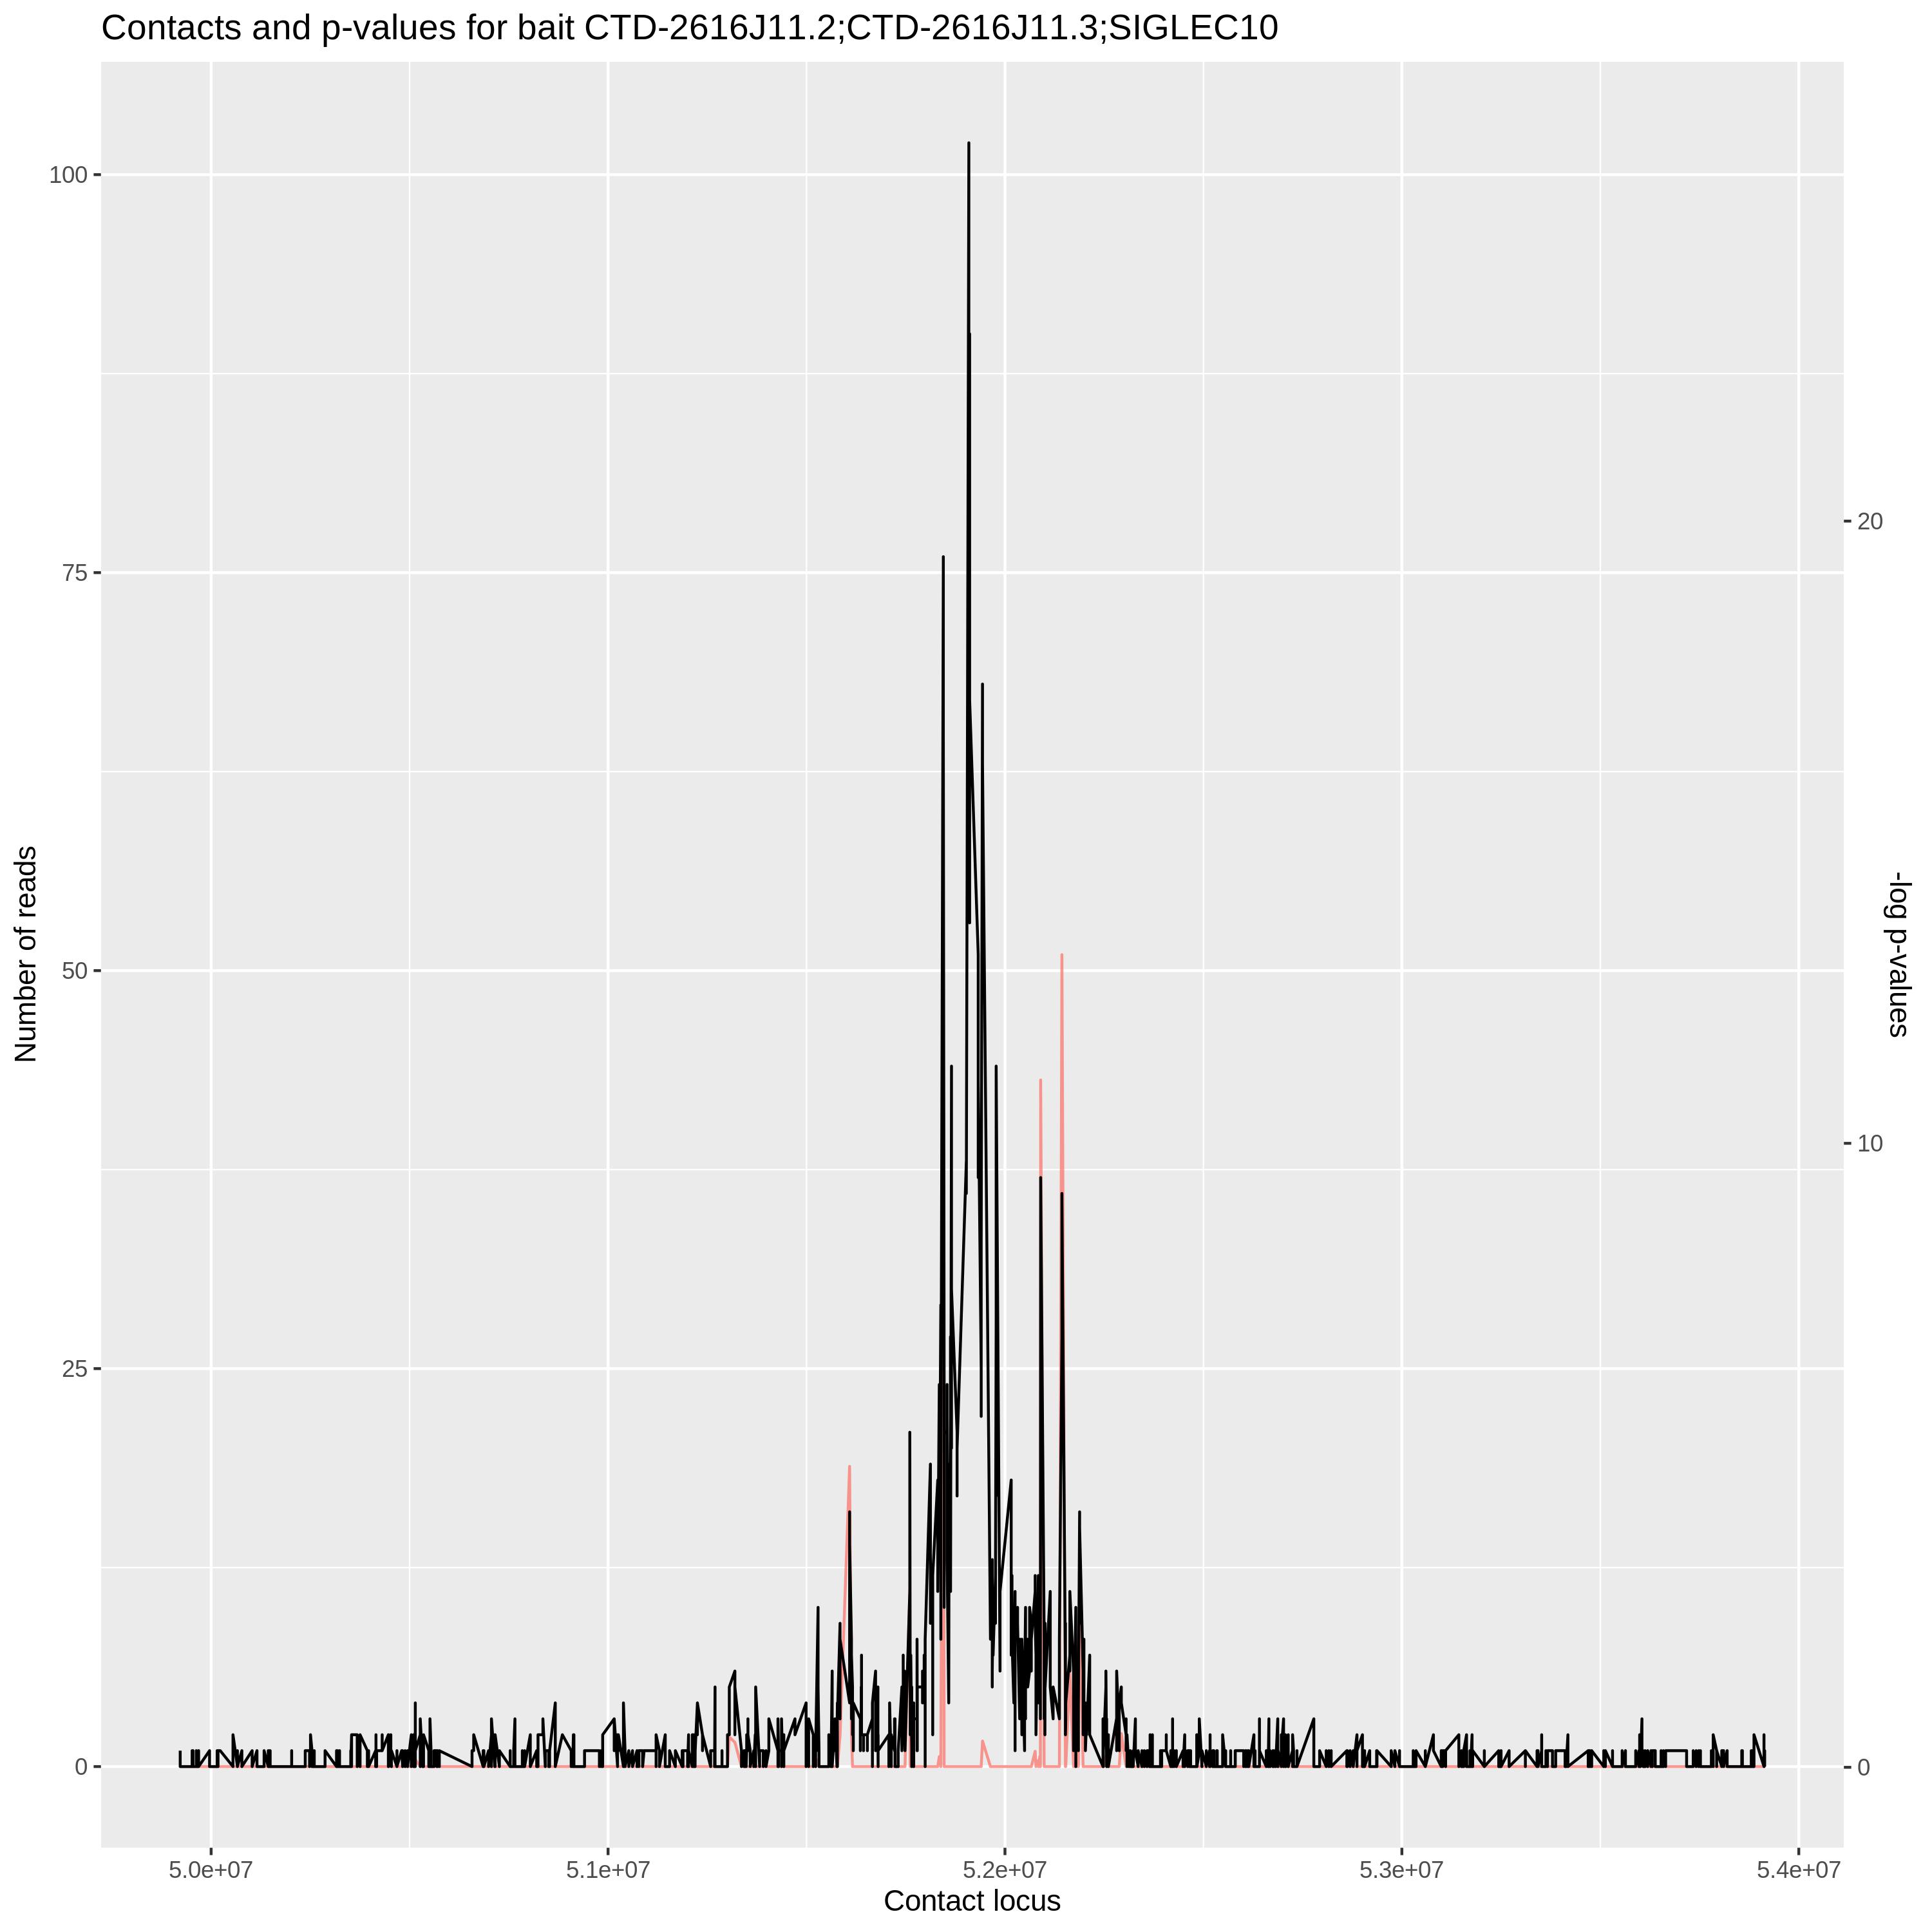 Contacts and p-values for bait CTD-2616J11.2;CTD-2616J11.3;SIGLEC10
100
75
50
25
0
Number of reads
20
10
0
-log p-values
5.0e+07
5.1e+07
5.2e+07
5.3e+07
5.4e+07
Contact locus